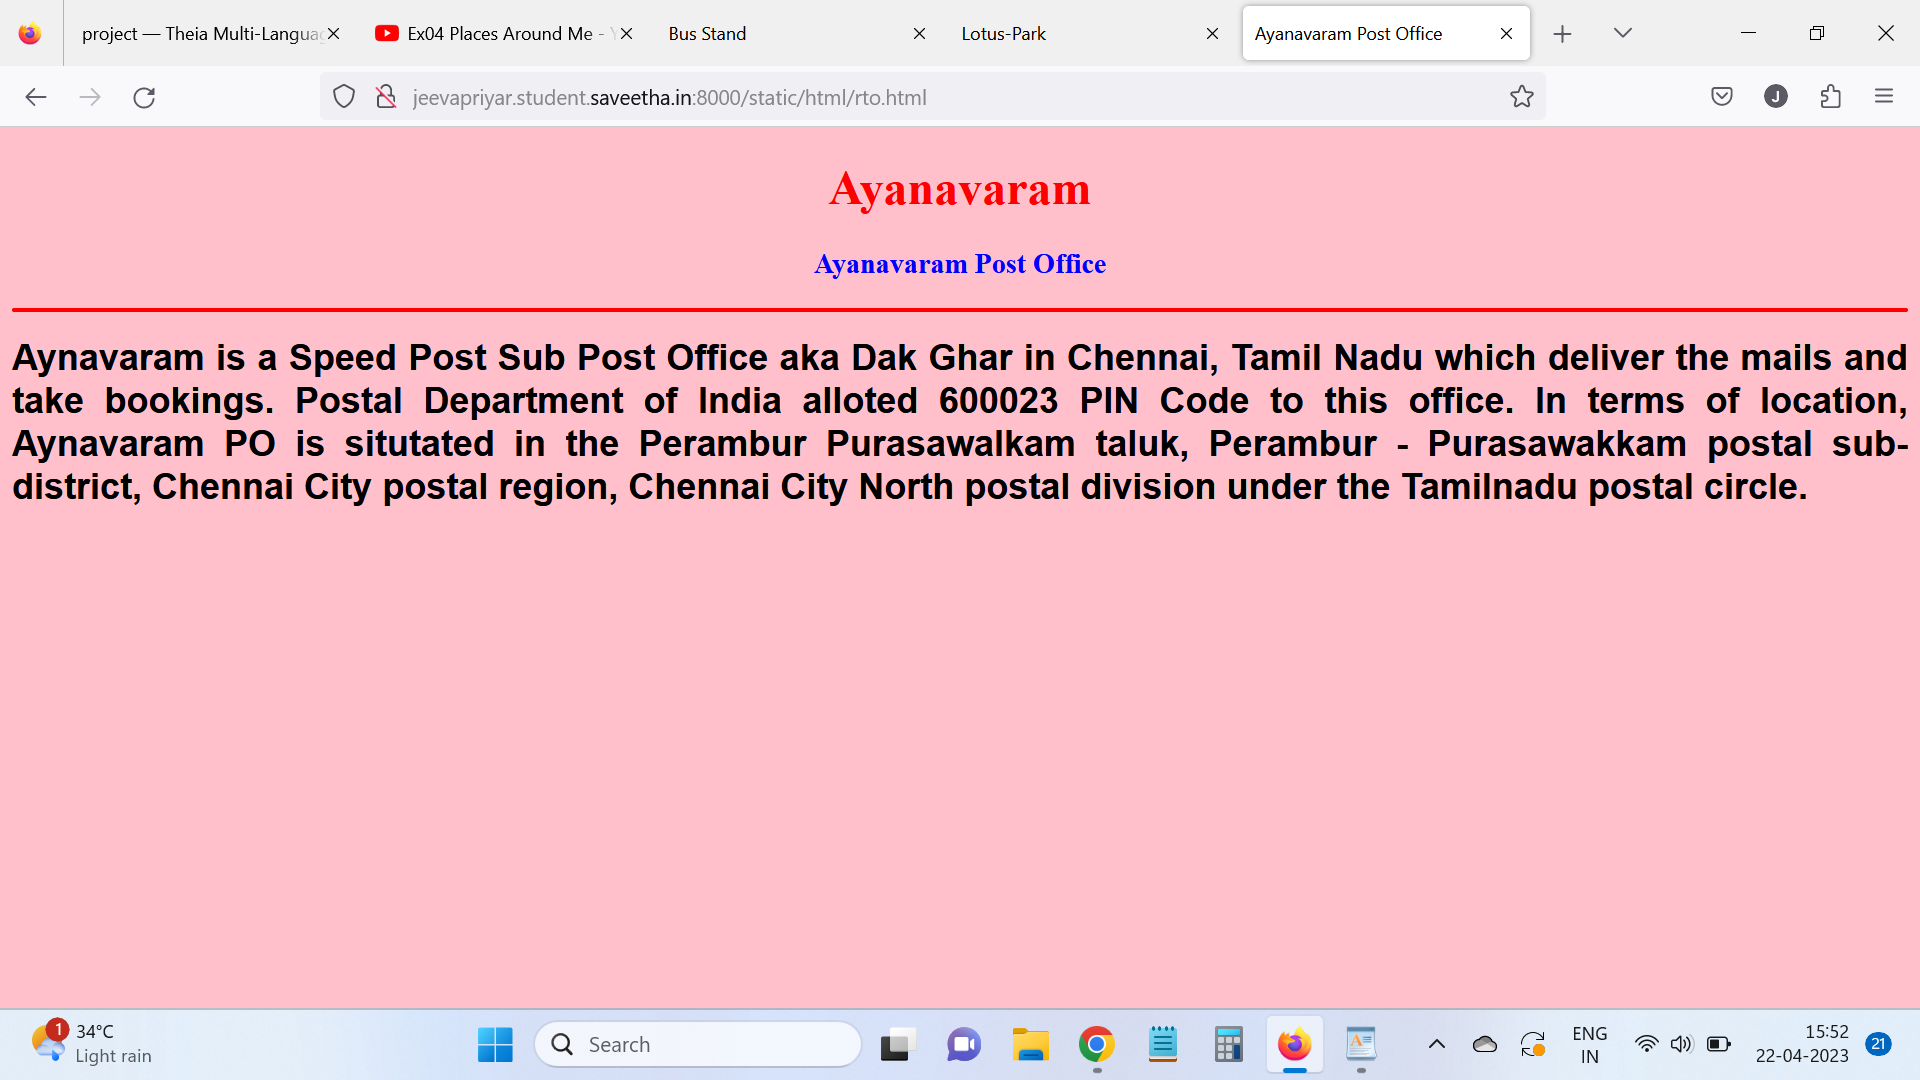 project — Theia Multi-Langua
Ex04 Places Around Me -
Bus Stand
Lotus-Park
Ayanavaram Post Office
jeevapriyar.student.saveetha.in:8000/static/html/rto.html
J
Ayanavaram
Ayanavaram Post Office
Aynavaram is a Speed Post Sub Post Office aka Dak Ghar in Chennai, Tamil Nadu which deliver the mails and
take bookings. Postal Department of India alloted 600023 PIN Code to this office. In terms of location,
Aynavaram PO is situtated in the Perambur Purasawalkam taluk, Perambur - Purasawakkam postal sub-
district, Chennai City postal region, Chennai City North postal division under the Tamilnadu postal circle.
1
34°C
Light rain
Search
ENG
IN
15:52
22-04-2023
21